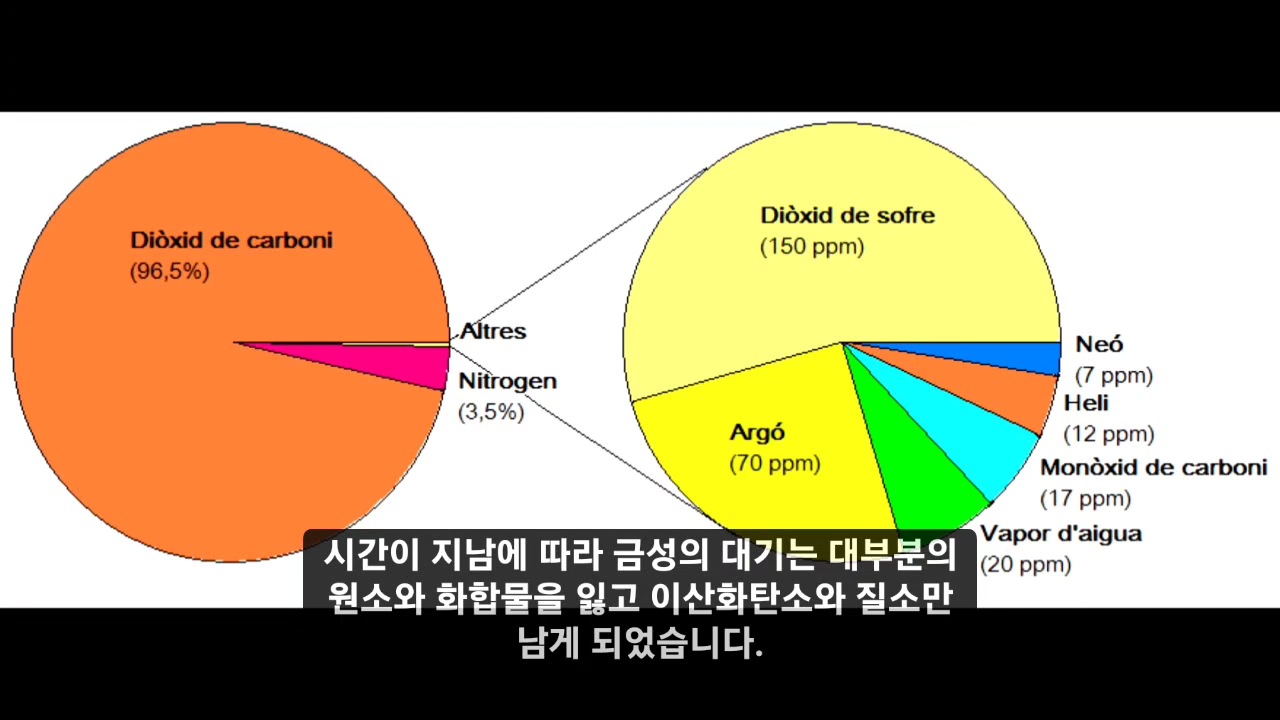 Diòxid de carboni
(96,5%)
Altres
Nitrogen
(3,5%)
Diòxid de sofre
(150 ppm)
Argó
(70 ppm)
Neó
(7 ppm)
Heli
(12 ppm)
Monòxid de carboni
(17 ppm)
Vapor d'aigua
(20 ppm)
시간이 지남에 따라 금성의 대기는 대부분의
원소와 화합물을 잃고 이산화탄소와 질소만
남게 되었습니다.